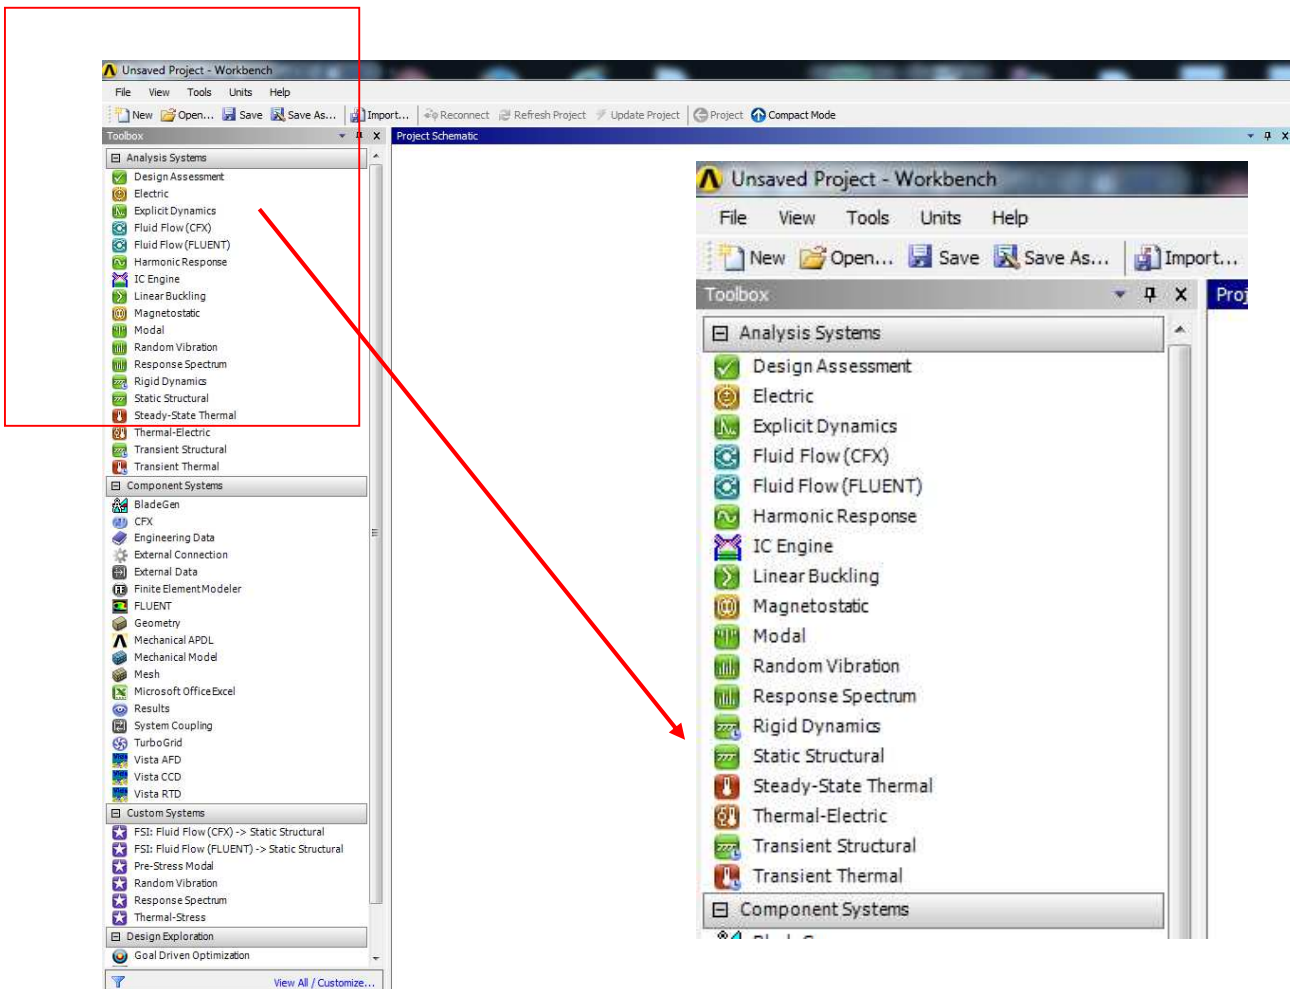 Unsaved Project - Workbench
File View Tools Units Help
New Open... Save Save As... Import... Reconnect Refresh Project Update Project Project Compact Mode
Toolbox
Project Schematic
Analysis Systems
Design Assessment
Electric
Explicit Dynamics
Fluid Flow (CFX)
Fluid Flow (FLUENT)
Harmonic Response
IC Engine
Linear Buckling
Magnetostatic
Modal
Random Vibration
Response Spectrum
Rigid Dynamics
Static Structural
Steady-State Thermal
Thermal-Electric
Transient Structural
Transient Thermal
Component Systems
BladeGen
CFX
Engineering Data
External Connection
External Data
Finite Element Modeler
FLUENT
Geometry
Mechanical APDL
Mechanical Model
Mesh
Microsoft Office Excel
Results
System Coupling
TurboGrid
Vista AFD
Vista CCD
Vista RTD
Custom Systems
FSI: Fluid Flow (CFX) -> Static Structural
FSI: Fluid Flow (FLUENT) -> Static Structural
Pre-Stress Modal
Random Vibration
Response Spectrum
Thermal-Stress
Design Exploration
Goal Driven Optimization
View All / Customize...
Unsaved Project - Workbench
File View Tools Units Help
New Open... Save Save As... Import...
Toolbox
Proj
Analysis Systems
Design Assessment
Electric
Explicit Dynamics
Fluid Flow (CFX)
Fluid Flow (FLUENT)
Harmonic Response
IC Engine
Linear Buckling
Magnetostatic
Modal
Random Vibration
Response Spectrum
Rigid Dynamics
Static Structural
Steady-State Thermal
Thermal-Electric
Transient Structural
Transient Thermal
Component Systems